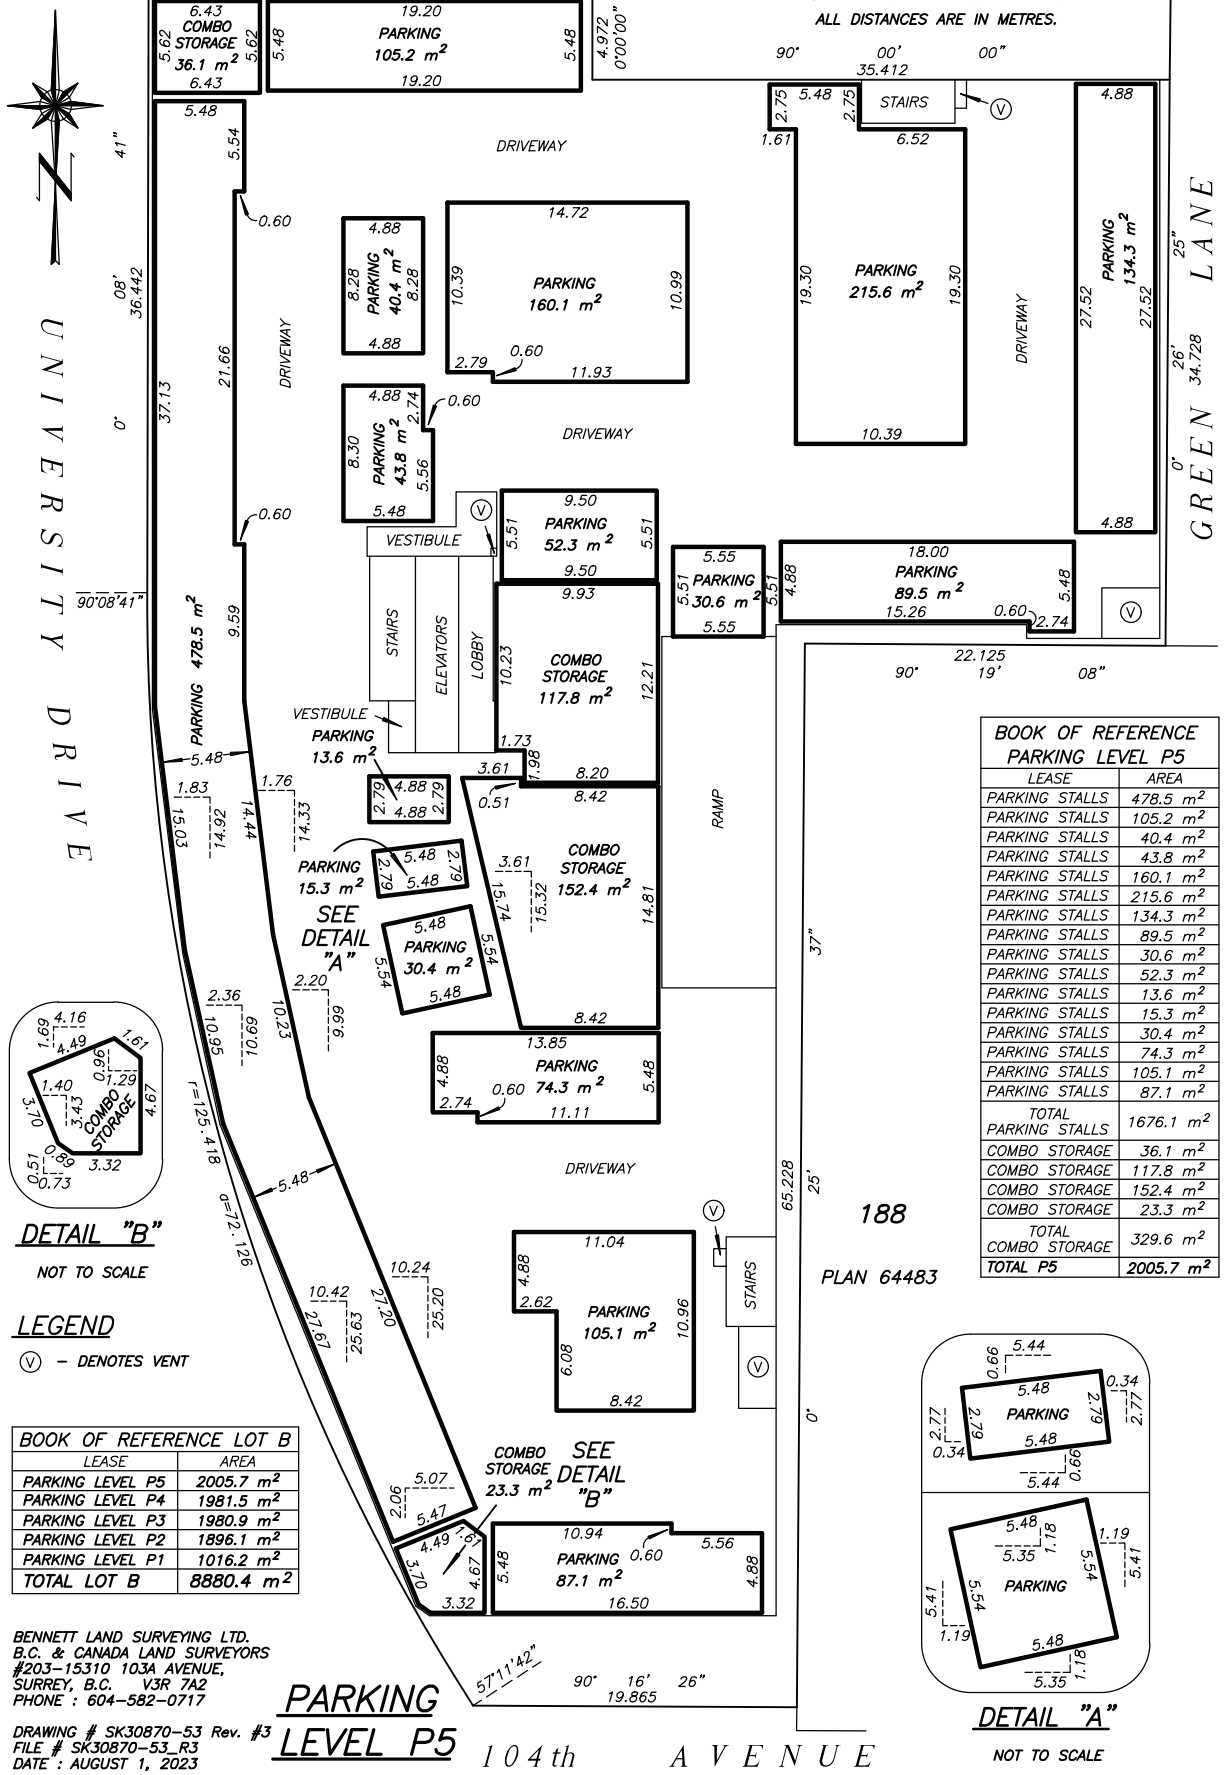 ALL DISTANCES ARE IN METRES.
6.43
COMBO
STORAGE
36.1 m²
6.43
5.62
5.62
19.20
PARKING
105.2 m²
19.20
5.48
5.48
4.972
0°00'00"
90° 00' 00"
35.412
STAIRS
V
5.48
5.54
0.60
21.66
0.60
9.59
37.13
PARKING 478.5 m²
5.48
41"
08'
36.442
0°
90°08'41"
UNIVERSITY DRIVE
DRIVEWAY
DRIVEWAY
4.88
8.28
PARKING
40.4 m²
8.28
4.88
14.72
10.39
PARKING
160.1 m²
10.99
2.79
0.60
11.93
4.88
2.74
0.60
8.30
PARKING
43.8 m²
5.56
5.48
DRIVEWAY
2.75
5.48
2.75
1.61
6.52
19.30
PARKING
215.6 m²
19.30
10.39
DRIVEWAY
4.88
PARKING
134.3 m²
27.52
27.52
4.88
25"
26'
34.728
0°
GREEN LANE
VESTIBULE
V
STAIRS
ELEVATORS
LOBBY
VESTIBULE
9.50
5.51
PARKING
52.3 m²
5.51
9.50
5.55
5.51
PARKING
30.6 m²
5.51
5.55
18.00
4.88
PARKING
89.5 m²
5.48
15.26
0.60
2.74
V
22.125
90° 19' 08"
9.93
10.23
COMBO
STORAGE
117.8 m²
12.21
1.73
1.98
8.20
RAMP
PARKING
13.6 m²
4.88
2.79
2.79
4.88
3.61
0.51
8.42
COMBO
STORAGE
152.4 m²
3.61
15.74
15.32
14.81
8.42
PARKING
15.3 m²
5.48
2.79
2.79
5.48
SEE
DETAIL
"A"
5.48
PARKING
30.4 m²
5.54
5.54
5.48
1.83
15.03
14.92
1.76
14.44
14.33
2.36
10.95
10.69
2.20
10.23
9.99
r=125.418
a=72.126
5.48
10.42
27.67
25.63
10.24
27.20
25.20
13.85
4.88
PARKING
74.3 m²
5.48
2.74
0.60
11.11
DRIVEWAY
11.04
4.88
2.62
PARKING
105.1 m²
6.08
10.96
8.42
V
STAIRS
V
37"
65.228
25'
0°
188
PLAN 64483
BOOK OF REFERENCE
PARKING LEVEL P5
LEASE AREA
PARKING STALLS 478.5 m²
PARKING STALLS 105.2 m²
PARKING STALLS 40.4 m²
PARKING STALLS 43.8 m²
PARKING STALLS 160.1 m²
PARKING STALLS 215.6 m²
PARKING STALLS 134.3 m²
PARKING STALLS 89.5 m²
PARKING STALLS 30.6 m²
PARKING STALLS 52.3 m²
PARKING STALLS 13.6 m²
PARKING STALLS 15.3 m²
PARKING STALLS 30.4 m²
PARKING STALLS 74.3 m²
PARKING STALLS 105.1 m²
PARKING STALLS 87.1 m²
TOTAL
PARKING STALLS 1676.1 m²
COMBO STORAGE 36.1 m²
COMBO STORAGE 117.8 m²
COMBO STORAGE 152.4 m²
COMBO STORAGE 23.3 m²
TOTAL
COMBO STORAGE 329.6 m²
TOTAL P5 2005.7 m²
4.16
1.69
4.49
1.61
0.96
1.29
1.40
3.43
3.70
COMBO
STORAGE
4.67
0.89
0.51
0.73
3.32
DETAIL "B"
NOT TO SCALE
LEGEND
V - DENOTES VENT
BOOK OF REFERENCE LOT B
LEASE AREA
PARKING LEVEL P5 2005.7 m²
PARKING LEVEL P4 1981.5 m²
PARKING LEVEL P3 1980.9 m²
PARKING LEVEL P2 1896.1 m²
PARKING LEVEL P1 1016.2 m²
TOTAL LOT B 8880.4 m²
5.07
2.06
5.47
COMBO
STORAGE
23.3 m²
SEE
DETAIL
"B"
4.49
1.61
3.70
4.67
3.32
10.94
0.60
5.56
5.48
PARKING
87.1 m²
4.88
16.50
57°11'42"
90° 16' 26"
19.865
5.44
0.66
5.48
0.34
2.77
2.77
2.79
PARKING
2.79
0.34
5.48
0.66
5.44
5.48
1.18
5.35
1.19
5.41
5.54
PARKING
5.54
5.41
1.19
5.48
1.18
5.35
DETAIL "A"
NOT TO SCALE
BENNETT LAND SURVEYING LTD.
B.C. & CANADA LAND SURVEYORS
#203-15310 103A AVENUE,
SURREY, B.C. V3R 7A2
PHONE : 604-582-0717
DRAWING # SK30870-53 Rev. #3
FILE # SK30870-53_R3
DATE : AUGUST 1, 2023
PARKING
LEVEL P5
104th AVENUE